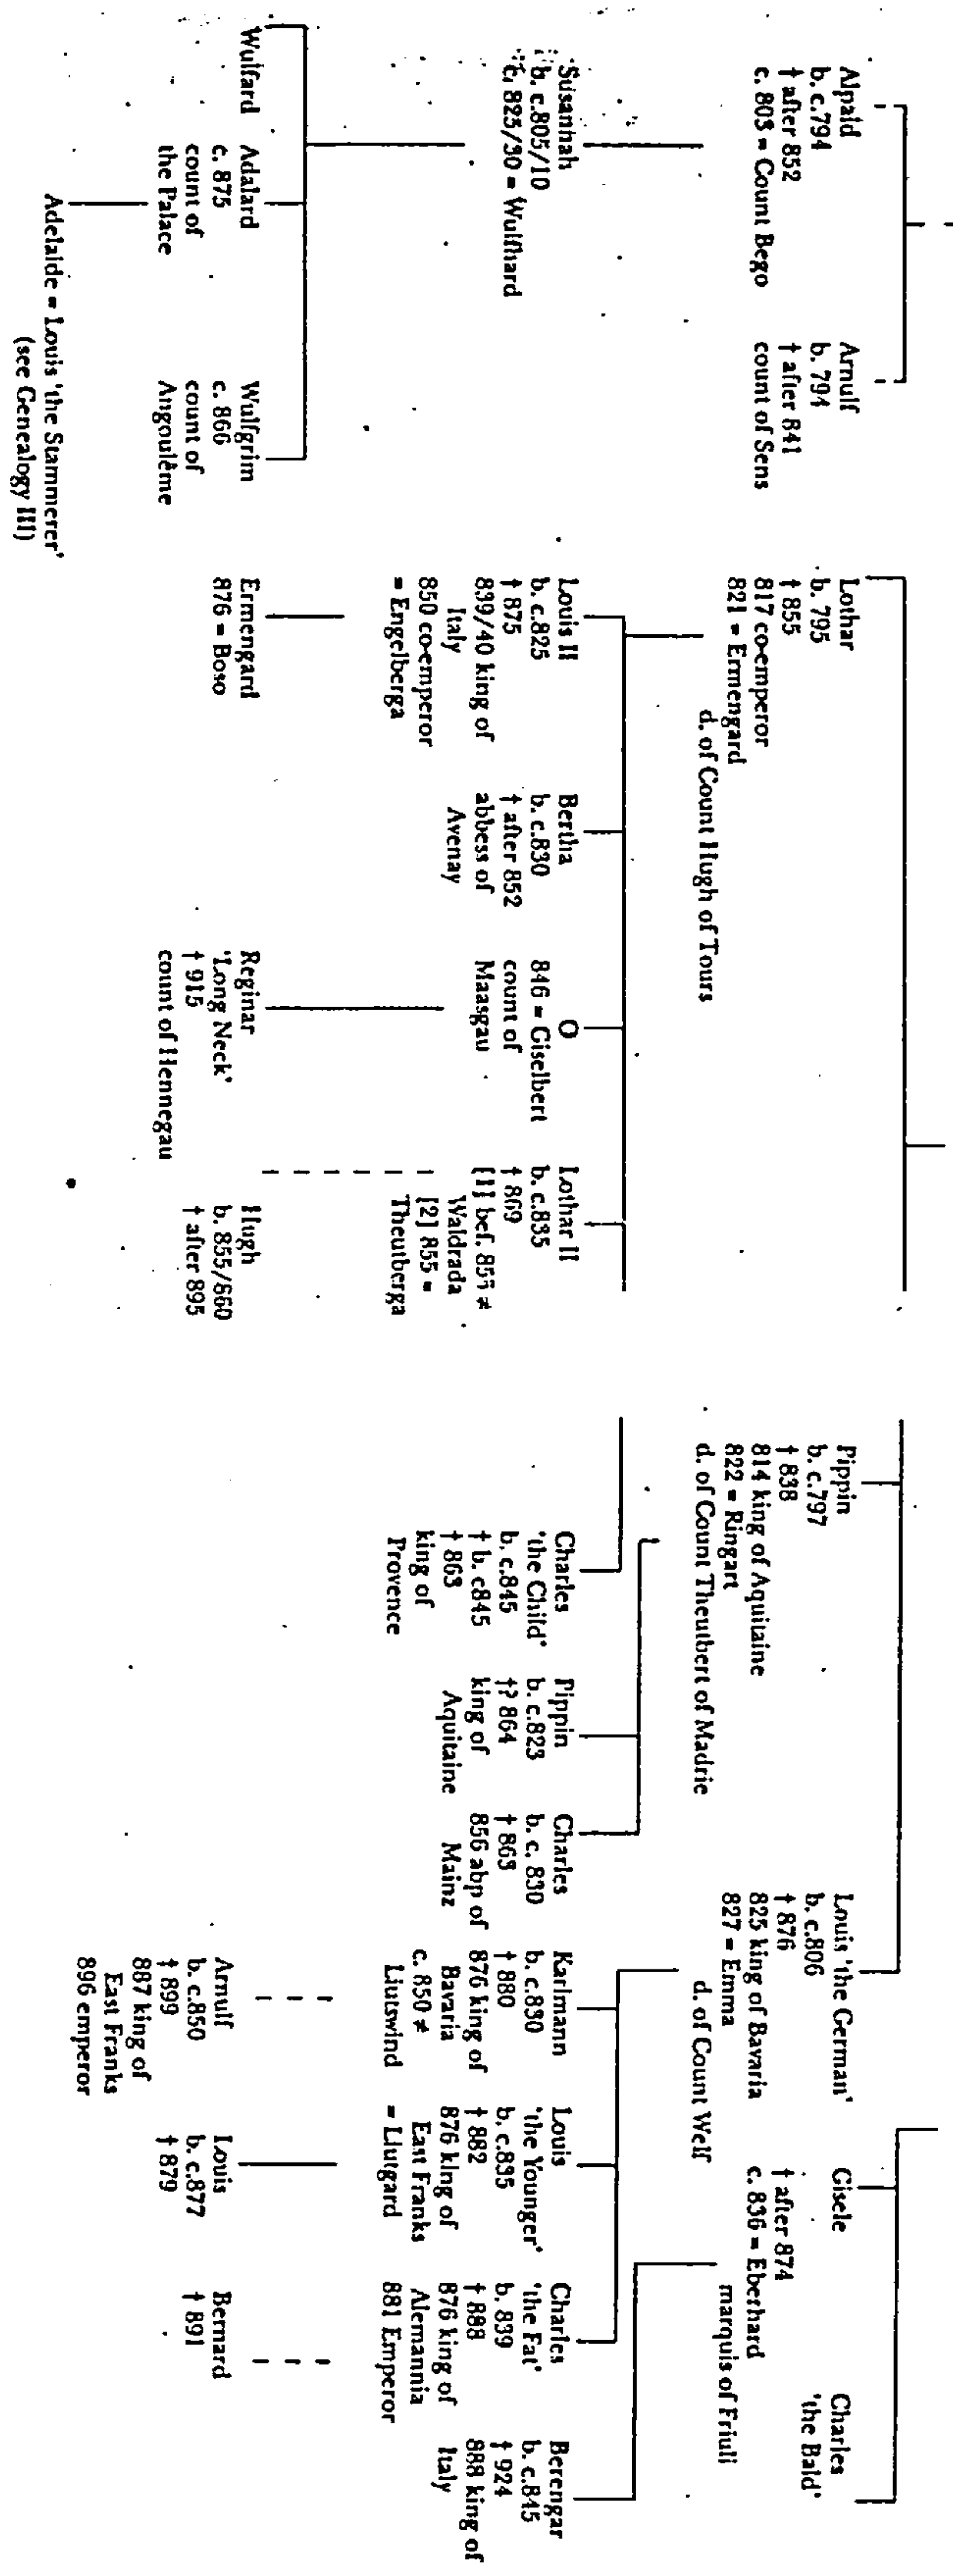 Alpaid
b. c.794
† after 852
c. 803 = Count Bego
Arnulf
b. 794
† after 841
count of Sens
Lothar
b. 795
† 855
817 co-emperor
821 = Ermengard
d. of Count Hugh of Tours
Pippin
b. c.797
† 838
814 king of Aquitaine
822 = Ringart
d. of Count Theutbert of Madrie
Louis 'the German'
b. c.806
† 876
825 king of Bavaria
827 = Emma
d. of Count Welf
Gisele
† after 874
c. 836 = Eberhard
marquis of Friuli
Charles
'the Bald'
Susannah
b. c.805/10
c. 825/30 = Wulfhard
Louis II
b. c.825
† 875
839/40 king of
Italy
850 co-emperor
= Engelberga
Bertha
b. c.830
† after 852
abbess of
Avenay
O
846 = Giselbert
count of
Maasgau
Lothar II
b. c.835
† 869
[1] bef. 855 ≠
Waldrada
[2] 855 =
Theutberga
Charles
'the Child'
b. c.845
† b. c845
† 863
king of
Provence
Pippin
b. c.823
†? 864
king of
Aquitaine
Charles
b. c. 830
† 863
856 abp of
Mainz
Karlmann
b. c.830
† 880
876 king of
Bavaria
c. 850 ≠
Liutswind
Louis
'the Younger'
b. c.835
† 882
876 king of
East Franks
= Liutgard
Charles
'the Fat'
b. 839
† 888
876 king of
Alemannia
881 Emperor
Berengar
b. c.845
† 924
888 king of
Italy
Wulfard
Adalard
c. 875
count of
the Palace
Wulfgrim
c. 866
count of
Angoulême
Ermengard
876 = Boso
Reginar
'Long Neck'
† 915
count of Hennegau
Hugh
b. 855/860
† after 895
Arnulf
b. c.850
† 899
887 king of
East Franks
896 emperor
Louis
b. c.877
† 879
Bernard
† 891
Adelaide = Louis 'the Stammerer'
(see Genealogy III)